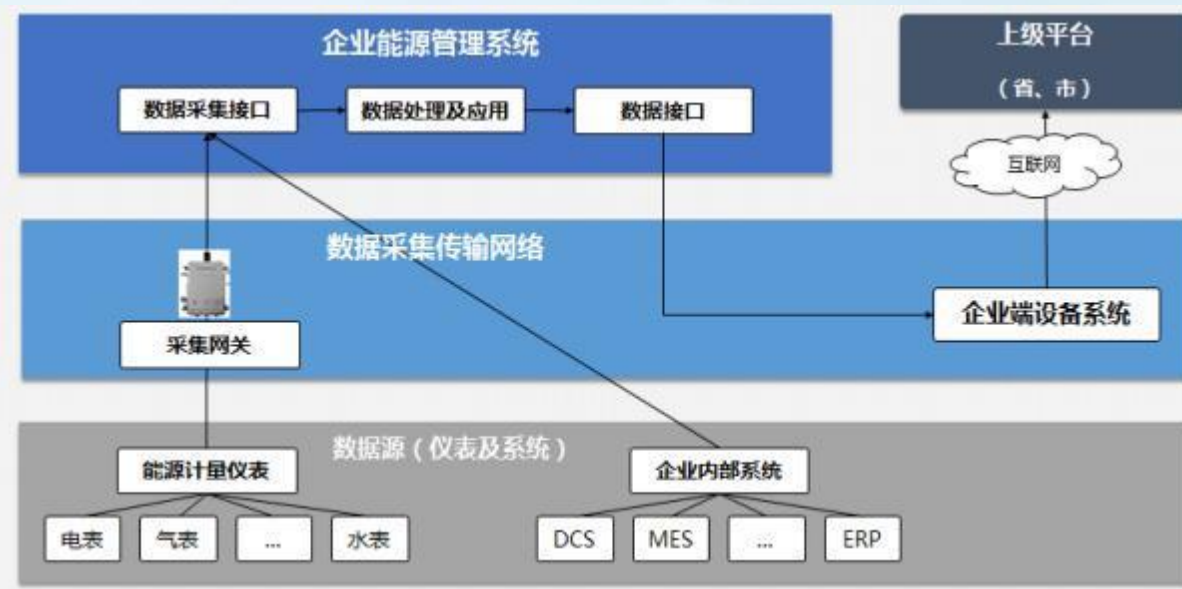 企业能源管理系统
上级平台
（省、市）
数据采集接口
数据处理及应用
数据接口
互联网
数据采集传输网络
企业端设备系统
采集网关
数据源（仪表及系统）
能源计量仪表
企业内部系统
电表
气表
...
水表
DCS
MES
...
ERP